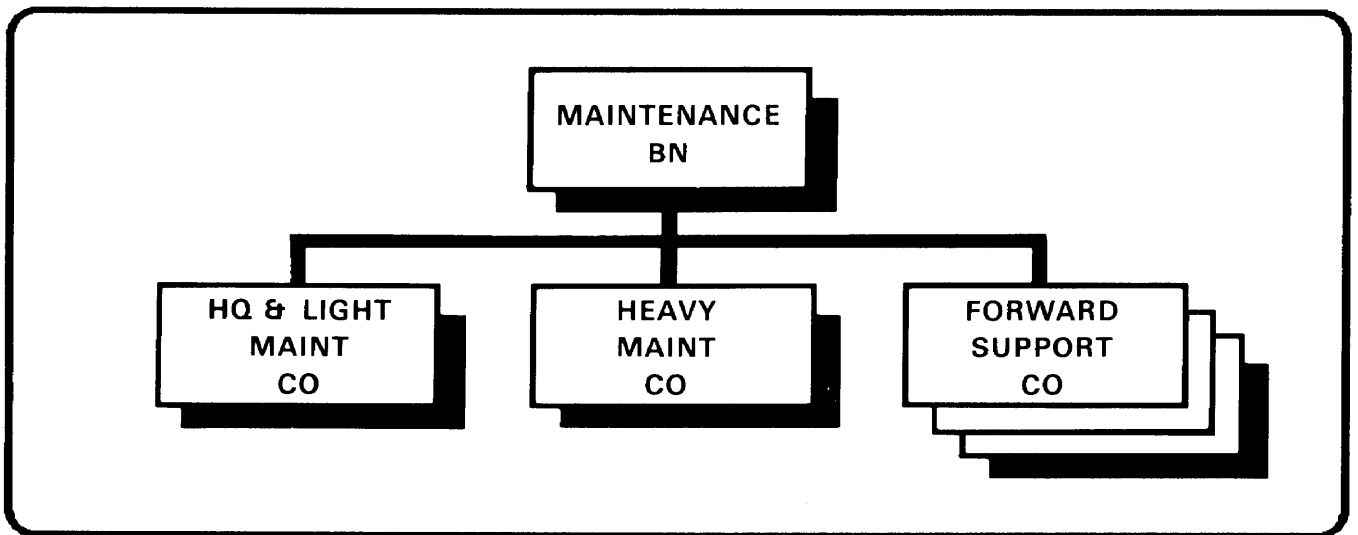 MAINTENANCE
BN
HQ & LIGHT
MAINT
CO
HEAVY
MAINT
CO
FORWARD
SUPPORT
CO